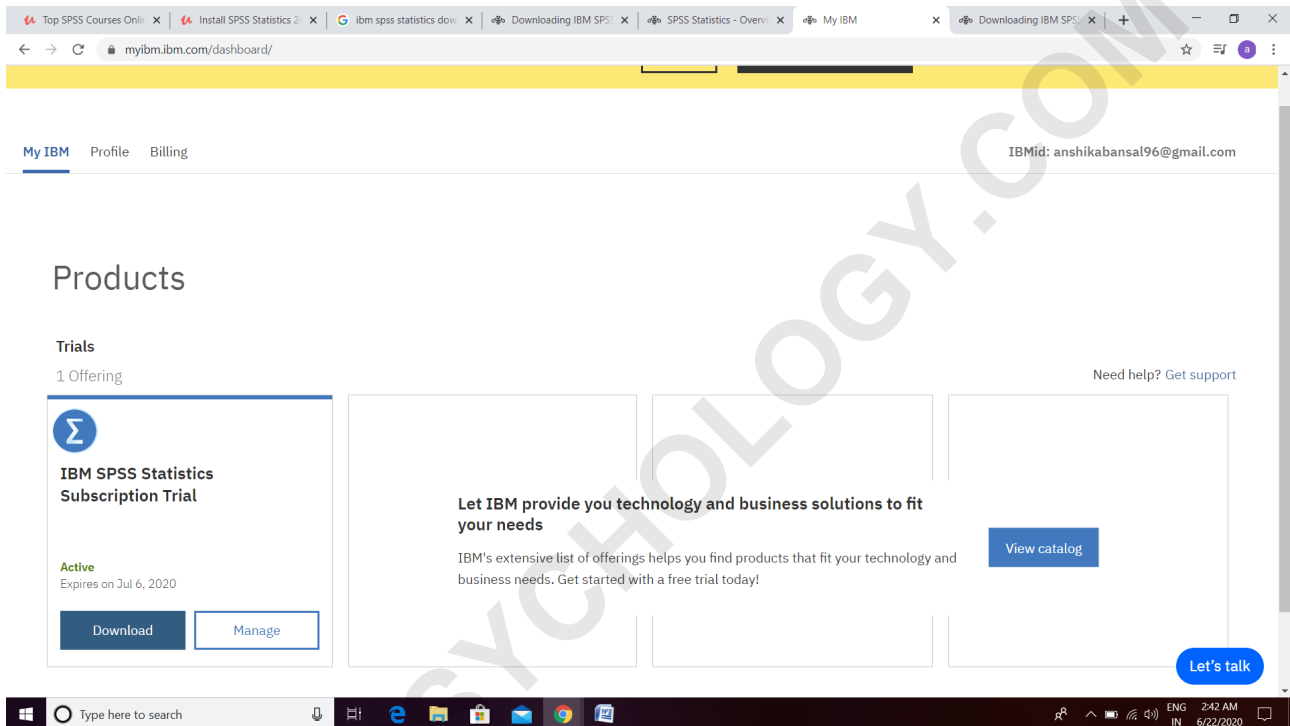 Top SPSS Courses Onli
Install SPSS Statistics 2
ibm spss statistics dow
Downloading IBM SPS
SPSS Statistics - Overvi
My IBM
Downloading IBM SPS
myibm.ibm.com/dashboard/
a
My IBM Profile Billing
IBMid: anshikabansal96@gmail.com
Products
Trials
1 Offering
Need help? Get support
IBM SPSS Statistics
Subscription Trial
Active
Expires on Jul 6, 2020
Download
Manage
Let IBM provide you technology and business solutions to fit
your needs
IBM's extensive list of offerings helps you find products that fit your technology and
business needs. Get started with a free trial today!
View catalog
Let's talk
Type here to search
ENG
IN
2:42 AM
6/22/2020
SYCHOLOGY.COM